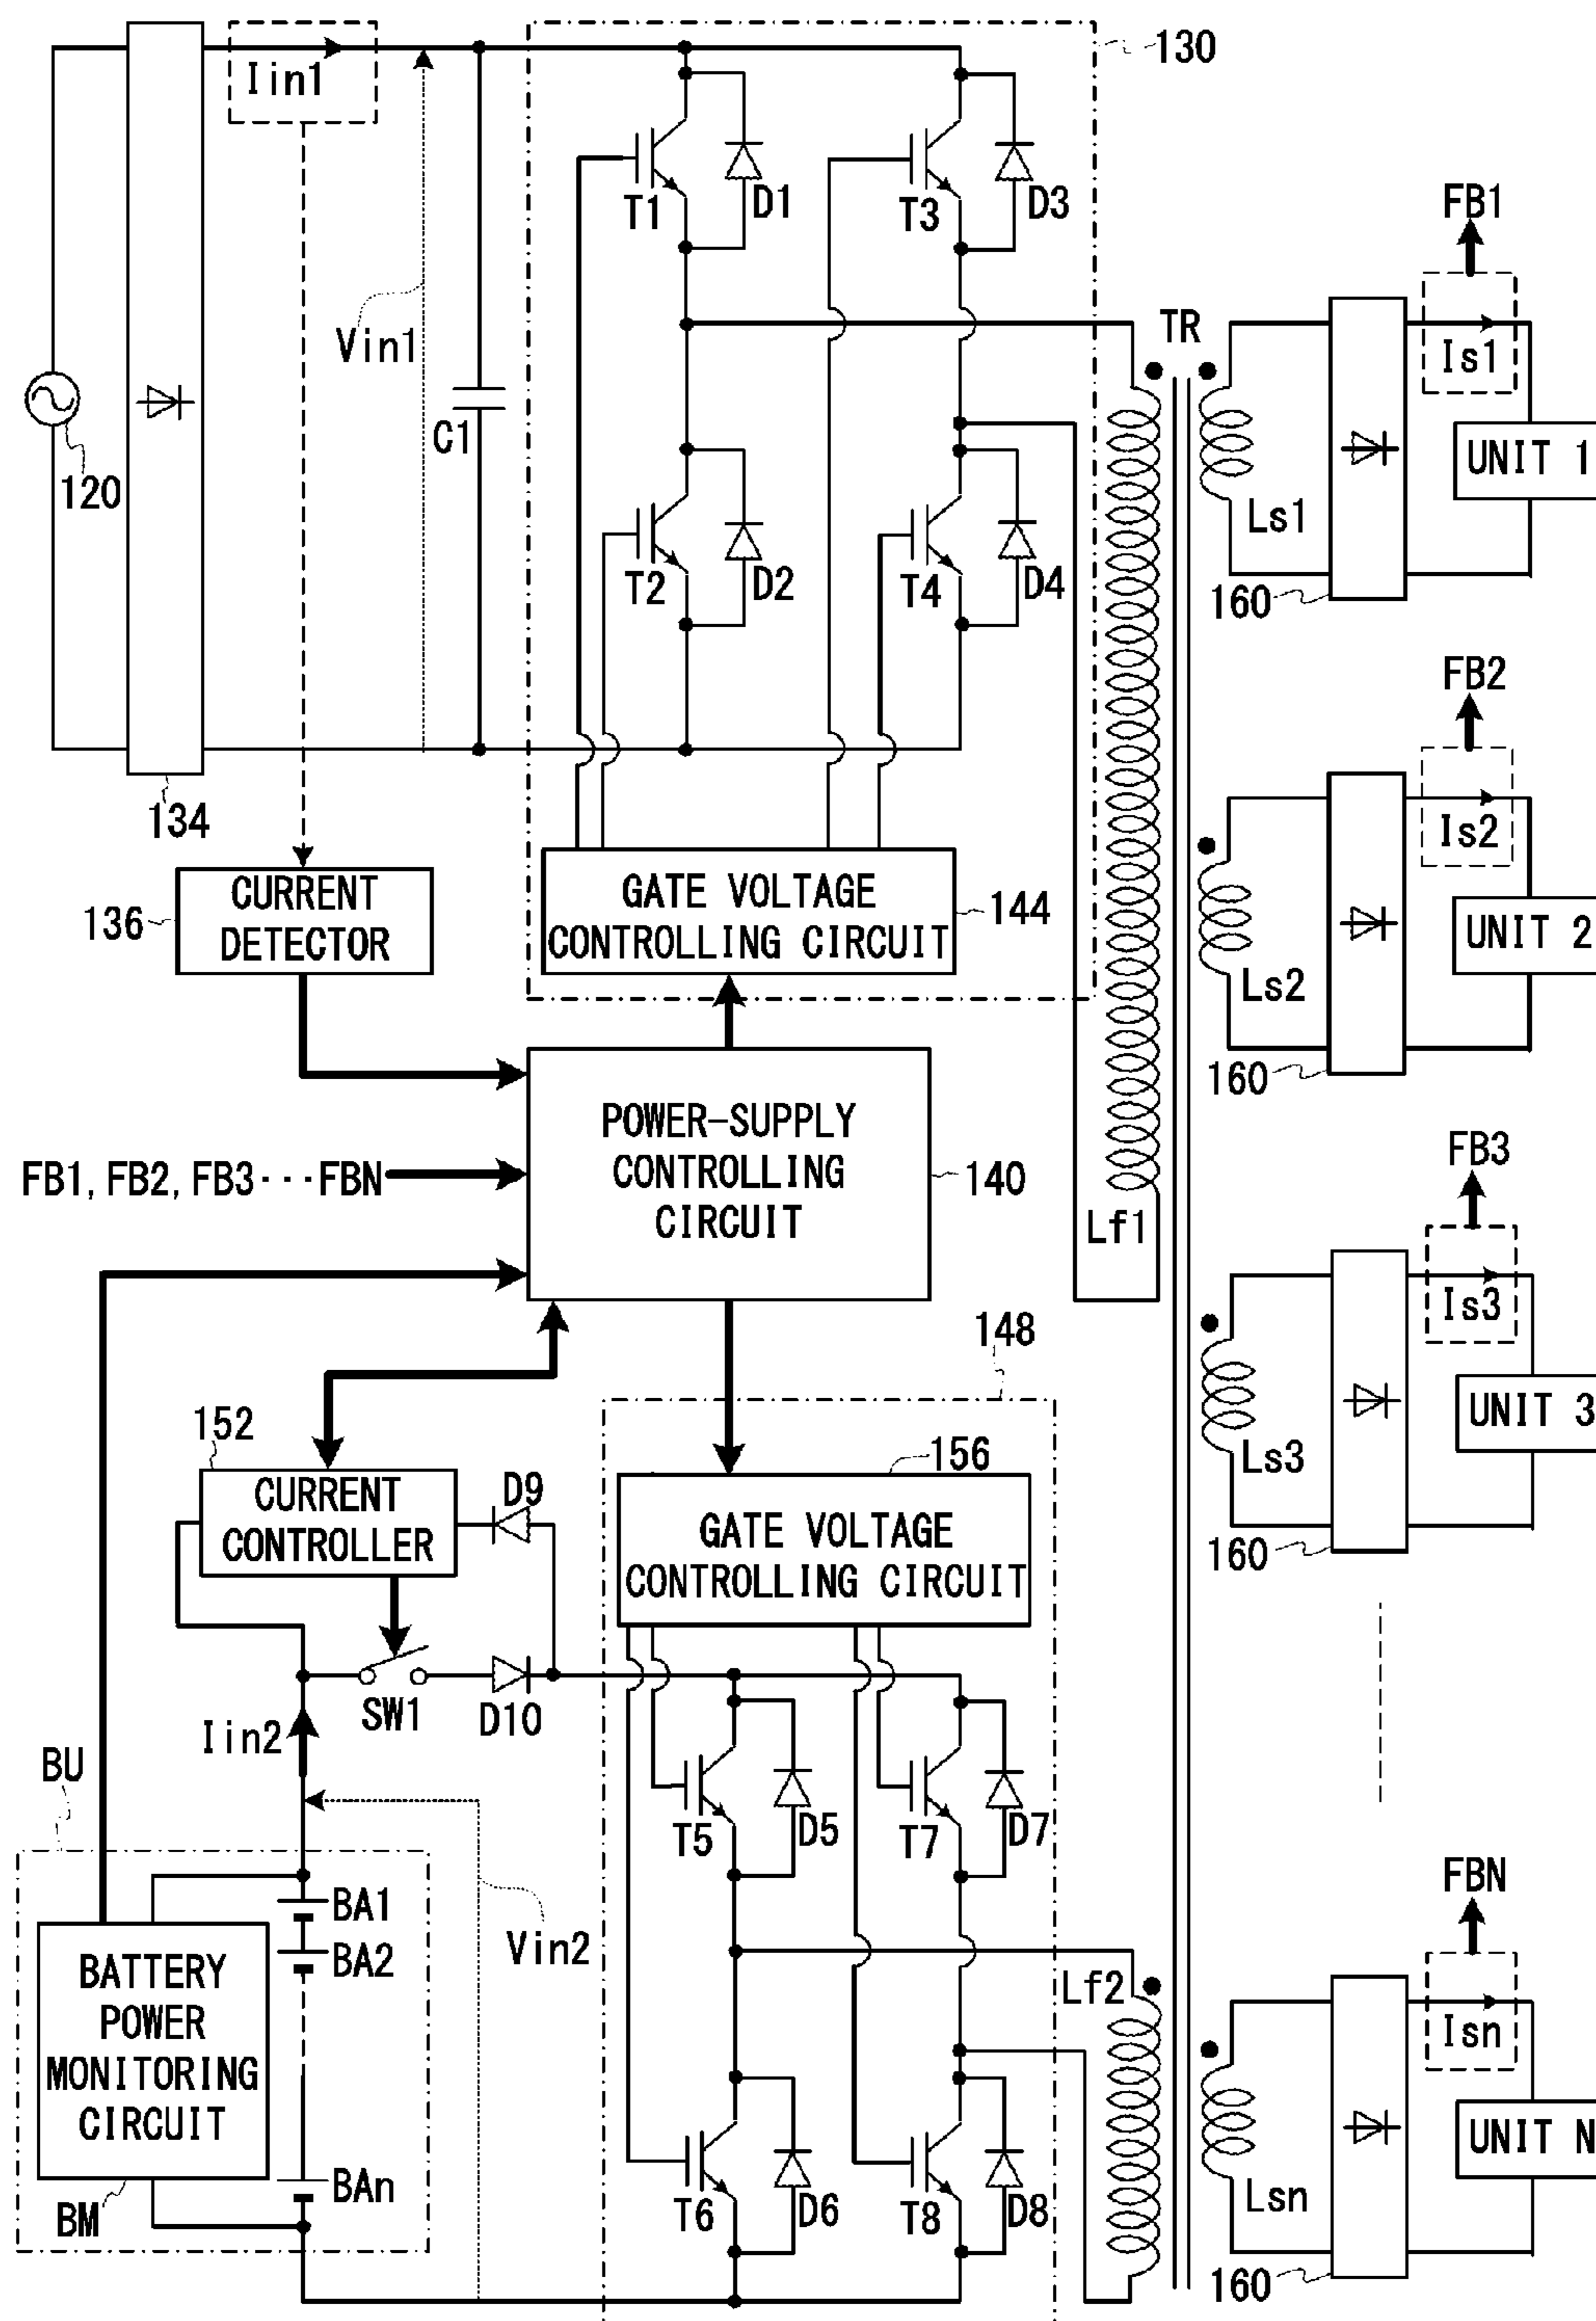 130
Iin1
T1
D1
T3
D3
FB1
Vin1
TR
Is1
C1
120
UNIT 1
Ls1
T2
D2
T4
D4
160
FB2
134
Is2
CURRENT
DETECTOR
136
GATE VOLTAGE
CONTROLLING CIRCUIT
144
UNIT 2
Ls2
160
POWER-SUPPLY
CONTROLLING
CIRCUIT
140
FB1, FB2, FB3···FBN
FB3
Lf1
Is3
148
152
UNIT 3
Ls3
CURRENT
CONTROLLER
D9
156
GATE VOLTAGE
CONTROLLING CIRCUIT
160
SW1
D10
Iin2
BU
T5
D5
T7
D7
FBN
BA1
BA2
Vin2
BATTERY
POWER
MONITORING
CIRCUIT
Lf2
Isn
UNIT N
BAn
BM
T6
D6
T8
D8
Lsn
160